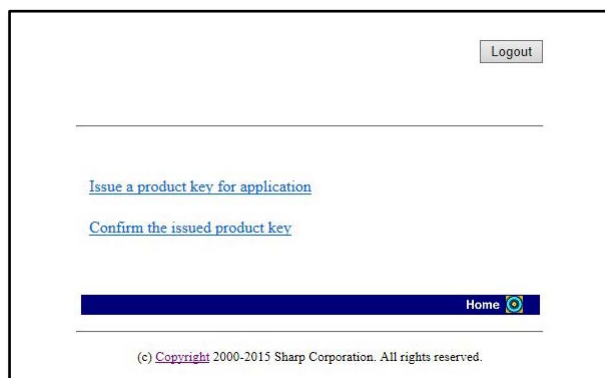 Logout
Issue a product key for application
Confirm the issued product key
Home
(c) Copyright 2000-2015 Sharp Corporation. All rights reserved.